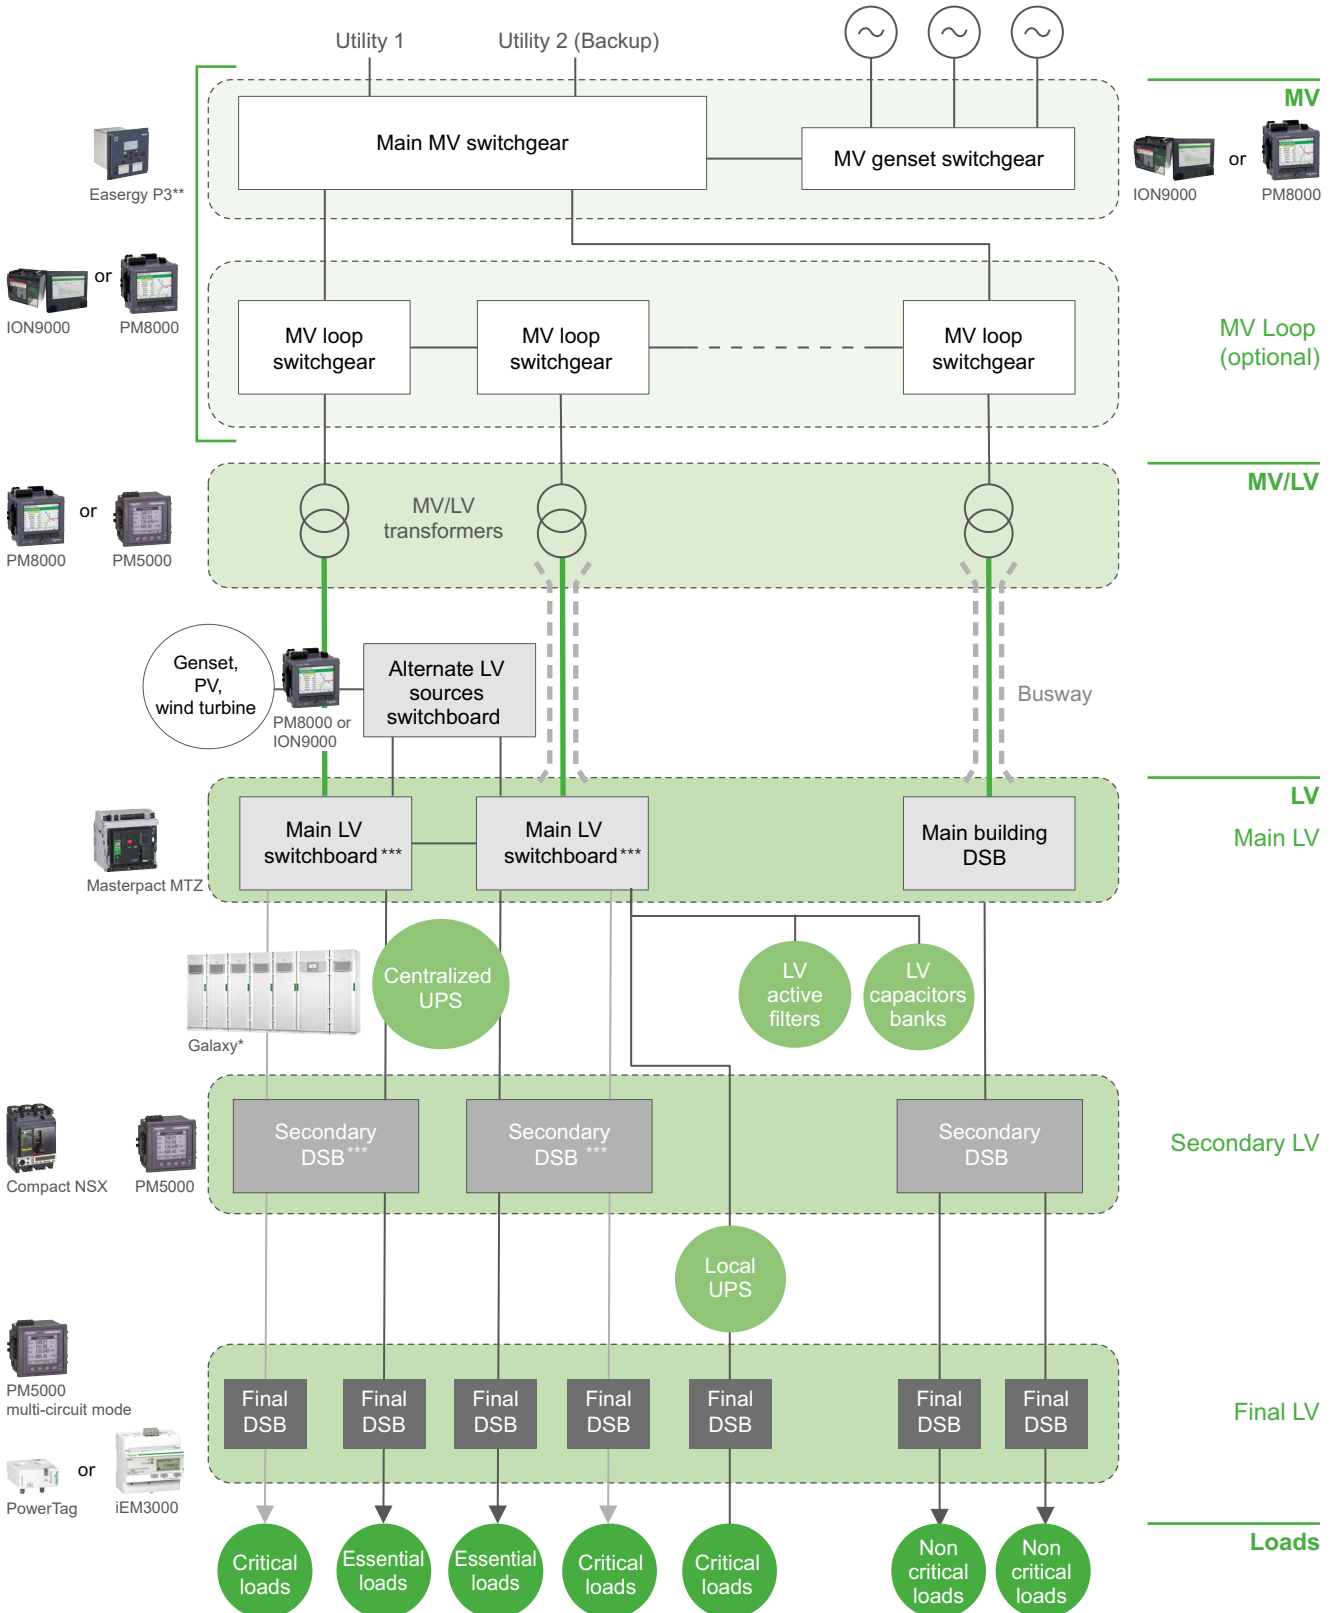 Utility 1
Utility 2 (Backup)
MV
Main MV switchgear
MV genset switchgear
Easergy P3**
or
ION9000
PM8000
or
ION9000
PM8000
MV loop
switchgear
MV loop
switchgear
MV loop
switchgear
MV Loop
(optional)
MV/LV
or
PM8000
PM5000
MV/LV
transformers
Genset,
PV,
wind turbine
PM8000 or
ION9000
Alternate LV
sources
switchboard
Busway
LV
Main LV
Main LV
switchboard***
Main LV
switchboard***
Main building
DSB
Masterpact MTZ
Galaxy*
Centralized
UPS
LV
active
filters
LV
capacitors
banks
Compact NSX
PM5000
Secondary
DSB***
Secondary
DSB***
Secondary
DSB
Secondary LV
Local
UPS
PM5000
multi-circuit mode
or
PowerTag
iEM3000
Final
DSB
Final
DSB
Final
DSB
Final
DSB
Final
DSB
Final
DSB
Final
DSB
Final LV
Loads
Critical
loads
Essential
loads
Essential
loads
Critical
loads
Critical
loads
Non
critical
loads
Non
critical
loads